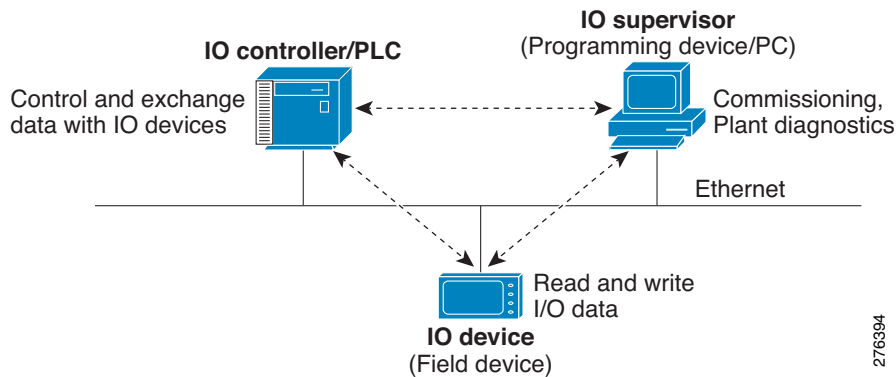 IO supervisor
(Programming device/PC)
IO controller/PLC
Control and exchange
data with IO devices
Commissioning,
Plant diagnostics
Ethernet
Read and write
I/O data
IO device
(Field device)
276394